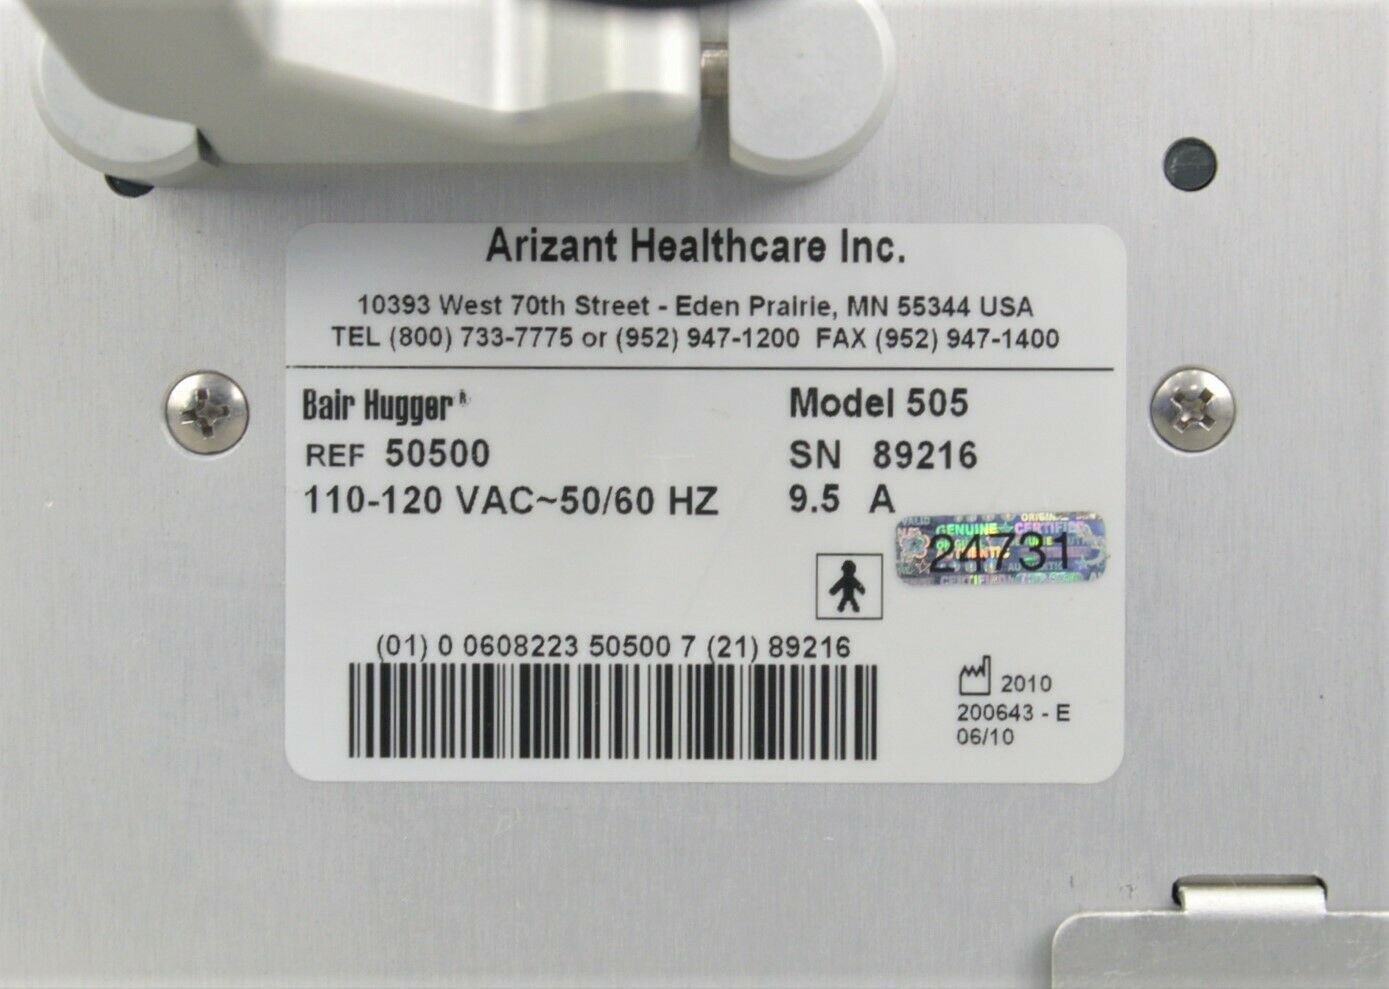 Arizant Healthcare Inc.
10393 West 70th Street - Eden Prairie, MN 55344 USA
TEL (800) 733-7775 or (952) 947-1200 FAX (952) 947-1400
Bair Hugger® Model 505
REF 50500 SN 89216
110-120 VAC~50/60 HZ 9.5 A
GENUINE CERTIFIED
24731
(01) 0 0608223 50500 7 (21) 89216
2010
200643 - E
06/10